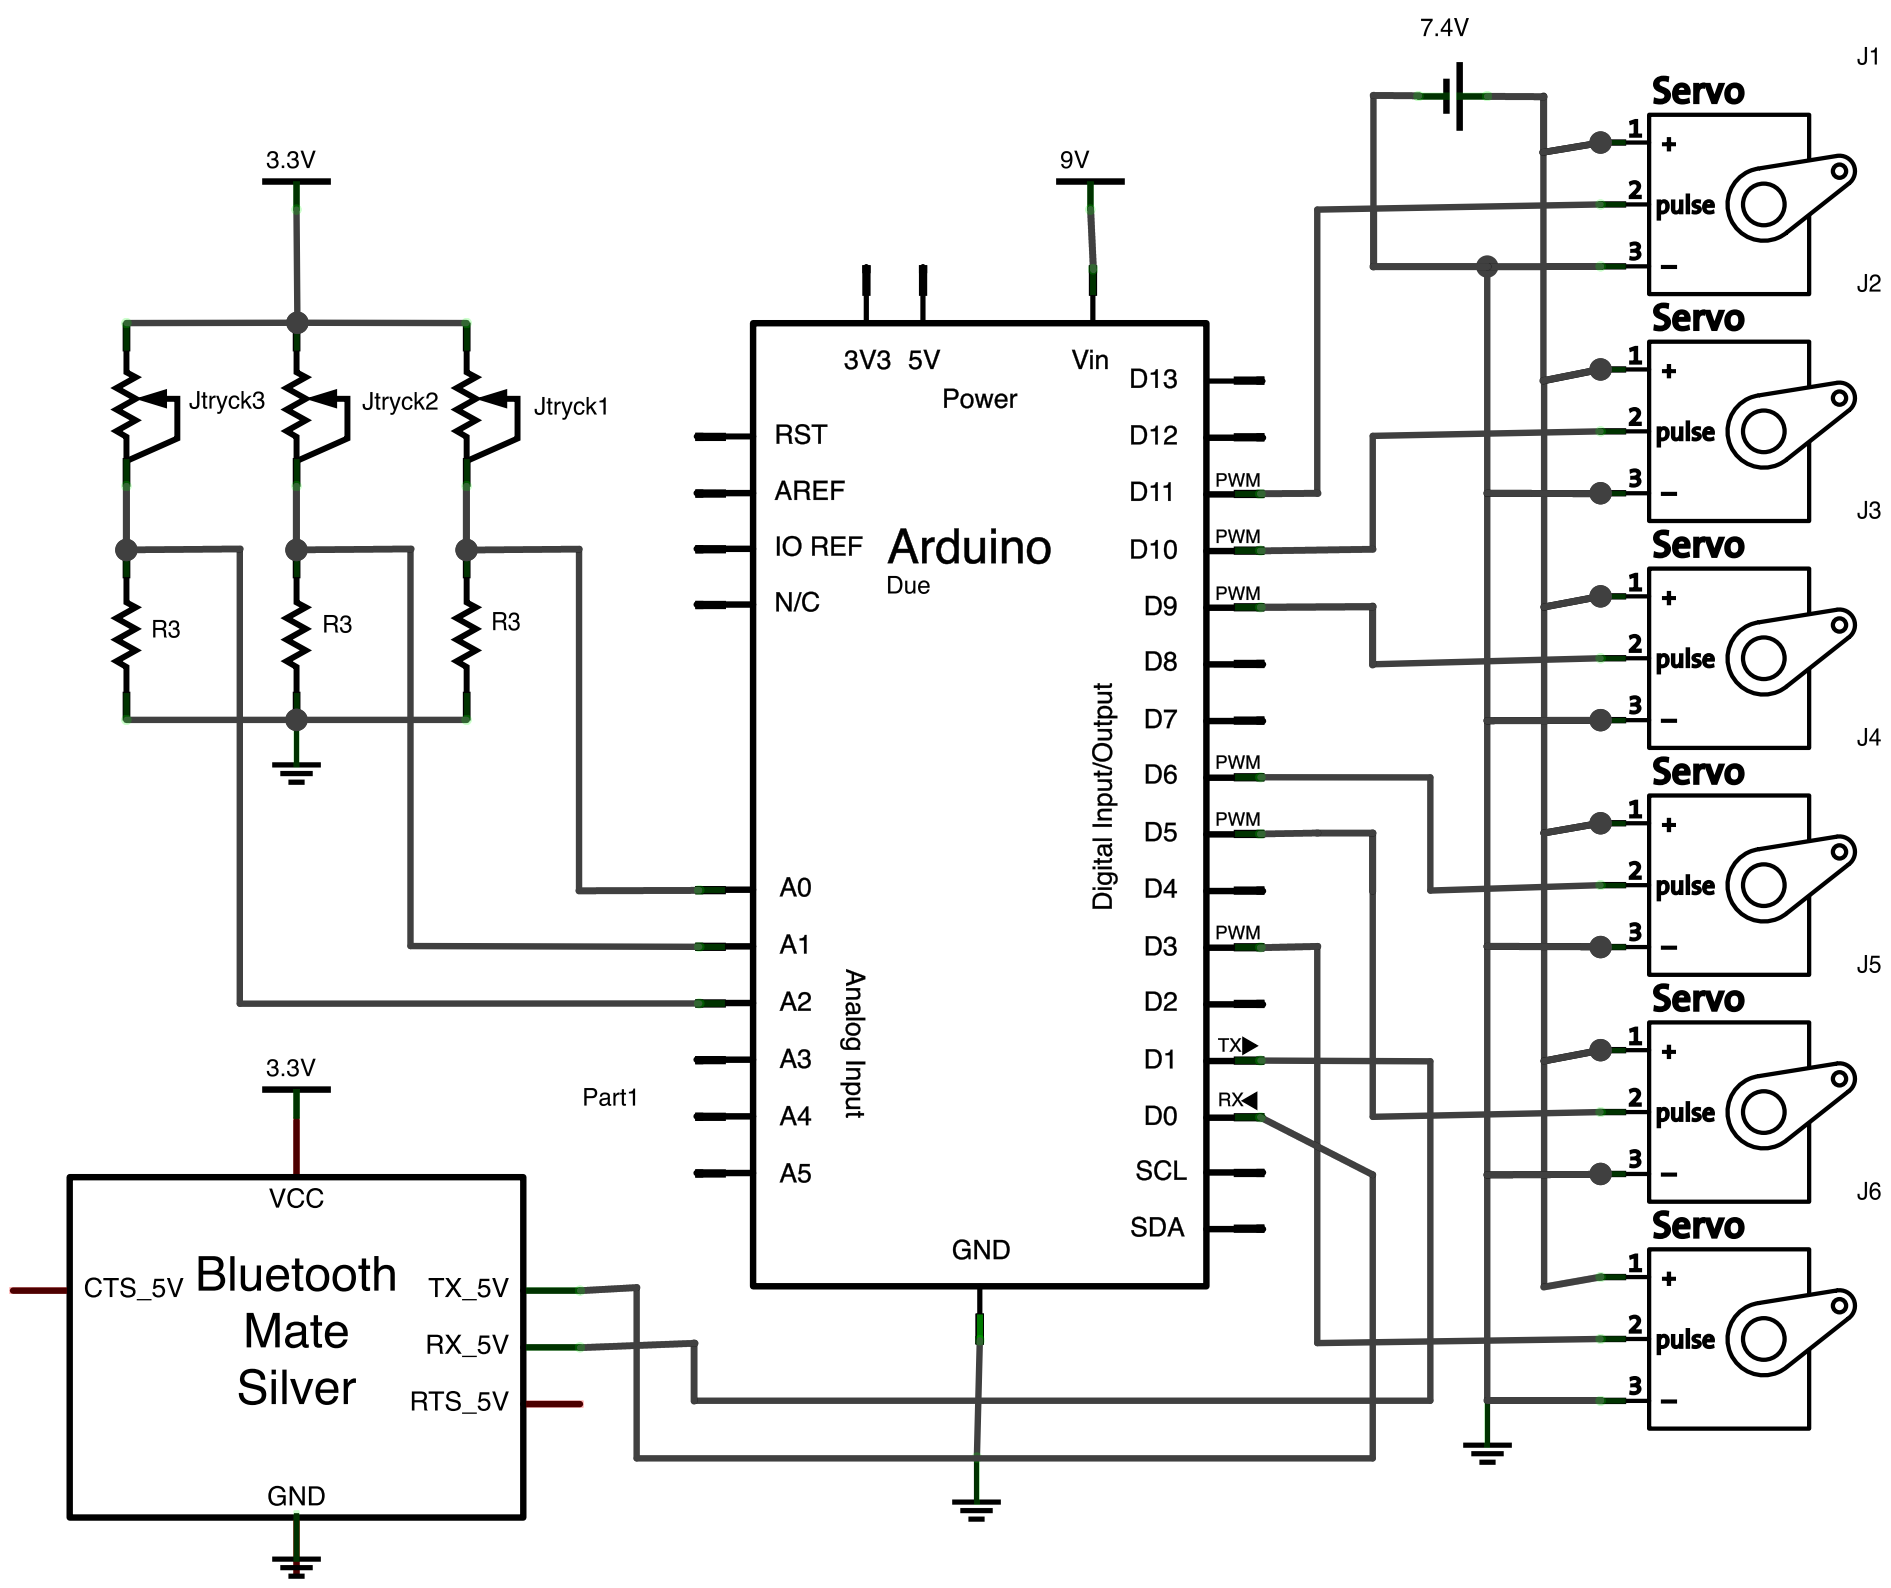 7.4V
J1
Servo
1
+
2
pulse
3
−
J2
Servo
1
+
2
pulse
3
−
J3
Servo
1
+
2
pulse
3
−
J4
Servo
1
+
2
pulse
3
−
J5
Servo
1
+
2
pulse
3
−
J6
Servo
1
+
2
pulse
3
−
3.3V
Jtryck3
Jtryck2
Jtryck1
R3
R3
R3
9V
3V3
5V
Vin
Power
RST
AREF
IO REF
N/C
Arduino
Due
A0
A1
A2
A3
A4
A5
Analog Input
Part1
D13
D12
D11
PWM
D10
PWM
D9
PWM
D8
D7
D6
PWM
D5
PWM
D4
D3
PWM
D2
D1
TX
D0
RX
SCL
SDA
Digital Input/Output
GND
3.3V
VCC
CTS_5V
Bluetooth
Mate
Silver
TX_5V
RX_5V
RTS_5V
GND